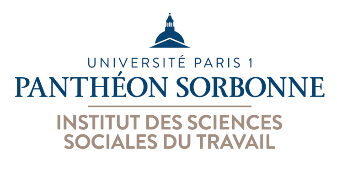 UNIVERSITÉ PARIS 1
PANTHÉON SORBONNE
INSTITUT DES SCIENCES
SOCIALES DU TRAVAIL